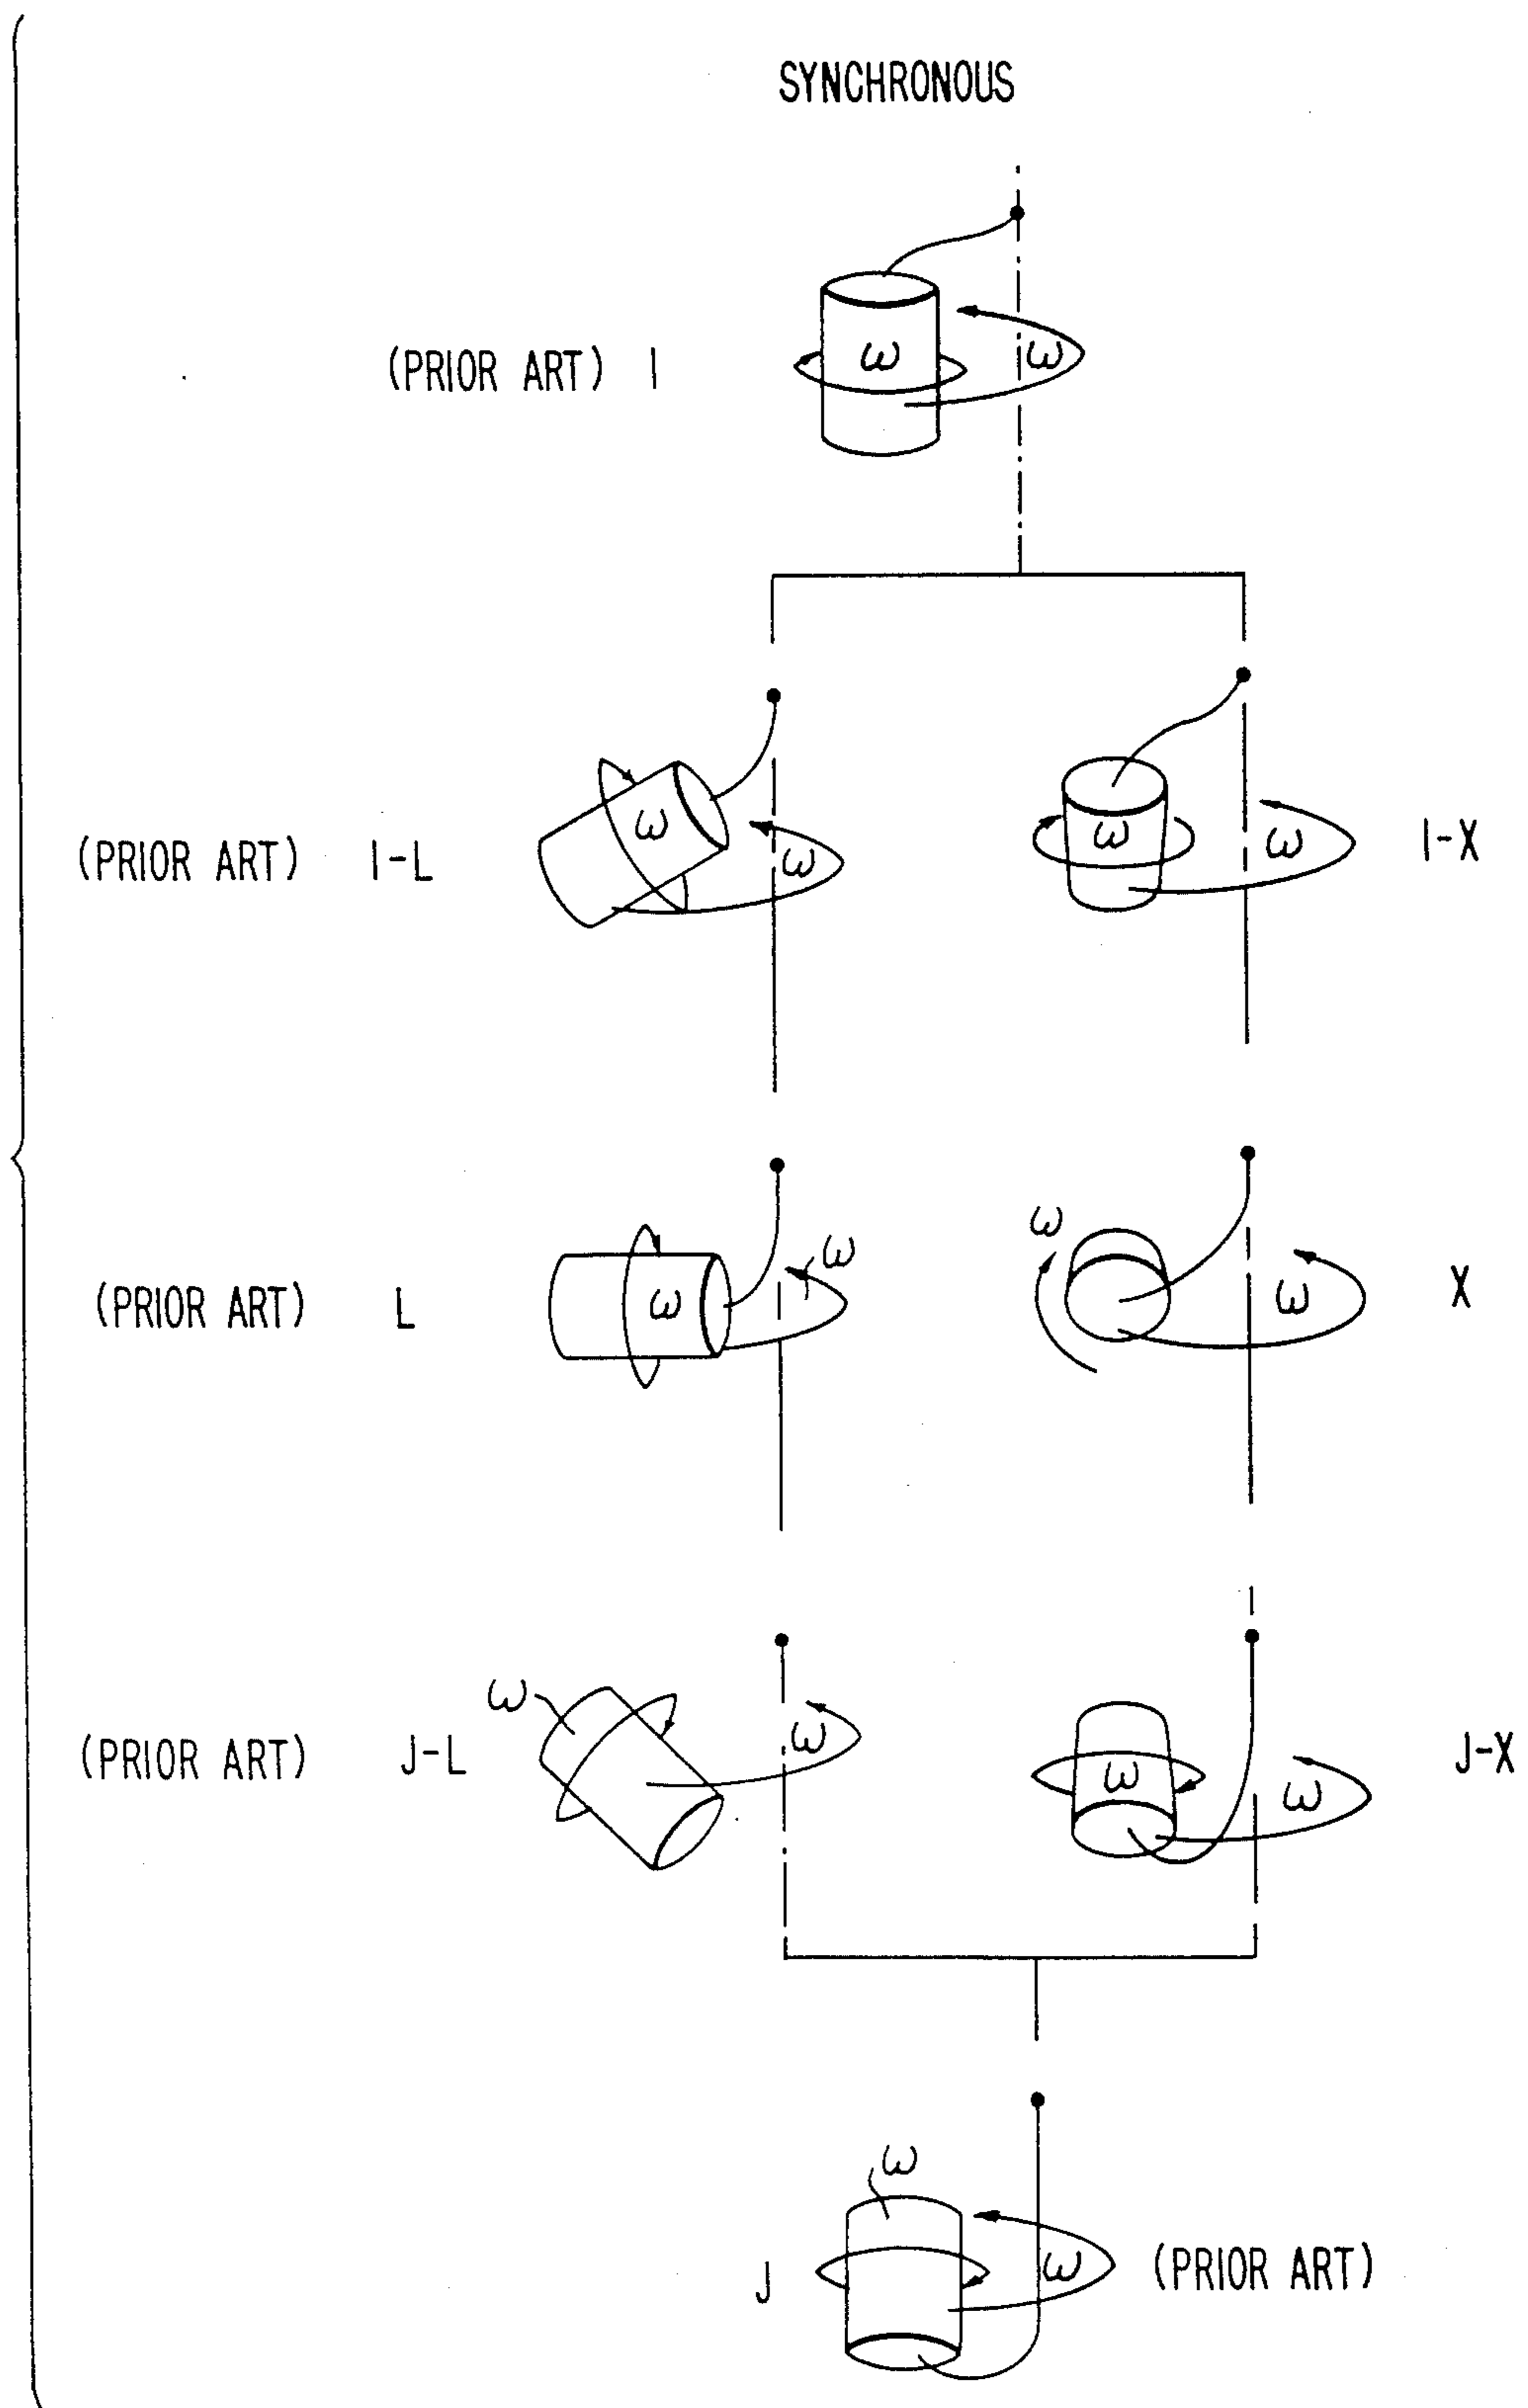 SYNCHRONOUS
(PRIOR ART) I
ω
ω
(PRIOR ART) I-L
ω
ω
ω
ω
I-X
(PRIOR ART) L
ω
ω
ω
ω
X
(PRIOR ART) J-L
ω
ω
ω
ω
J-X
ω
J
ω
(PRIOR ART)